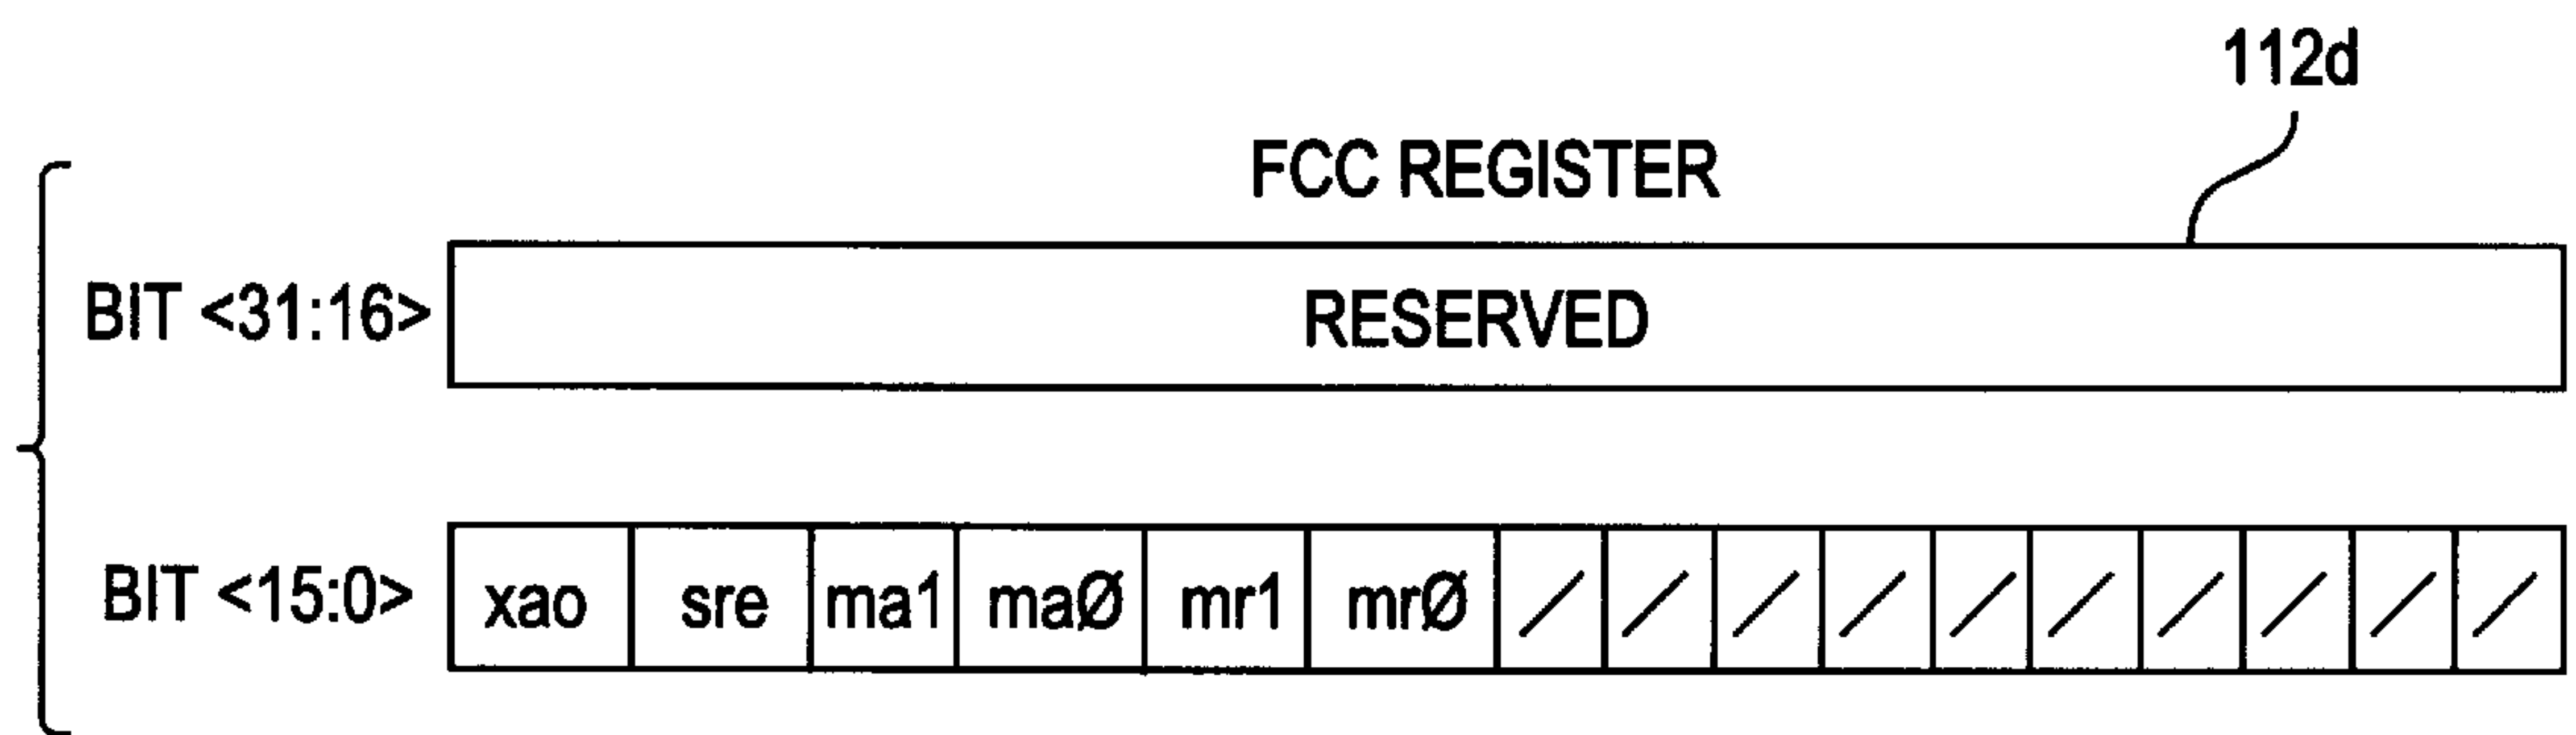 112d
FCC REGISTER
BIT <31:16> RESERVED
BIT <15:0> xao sre ma1 maØ mr1 mrØ / / / / / / / / / /